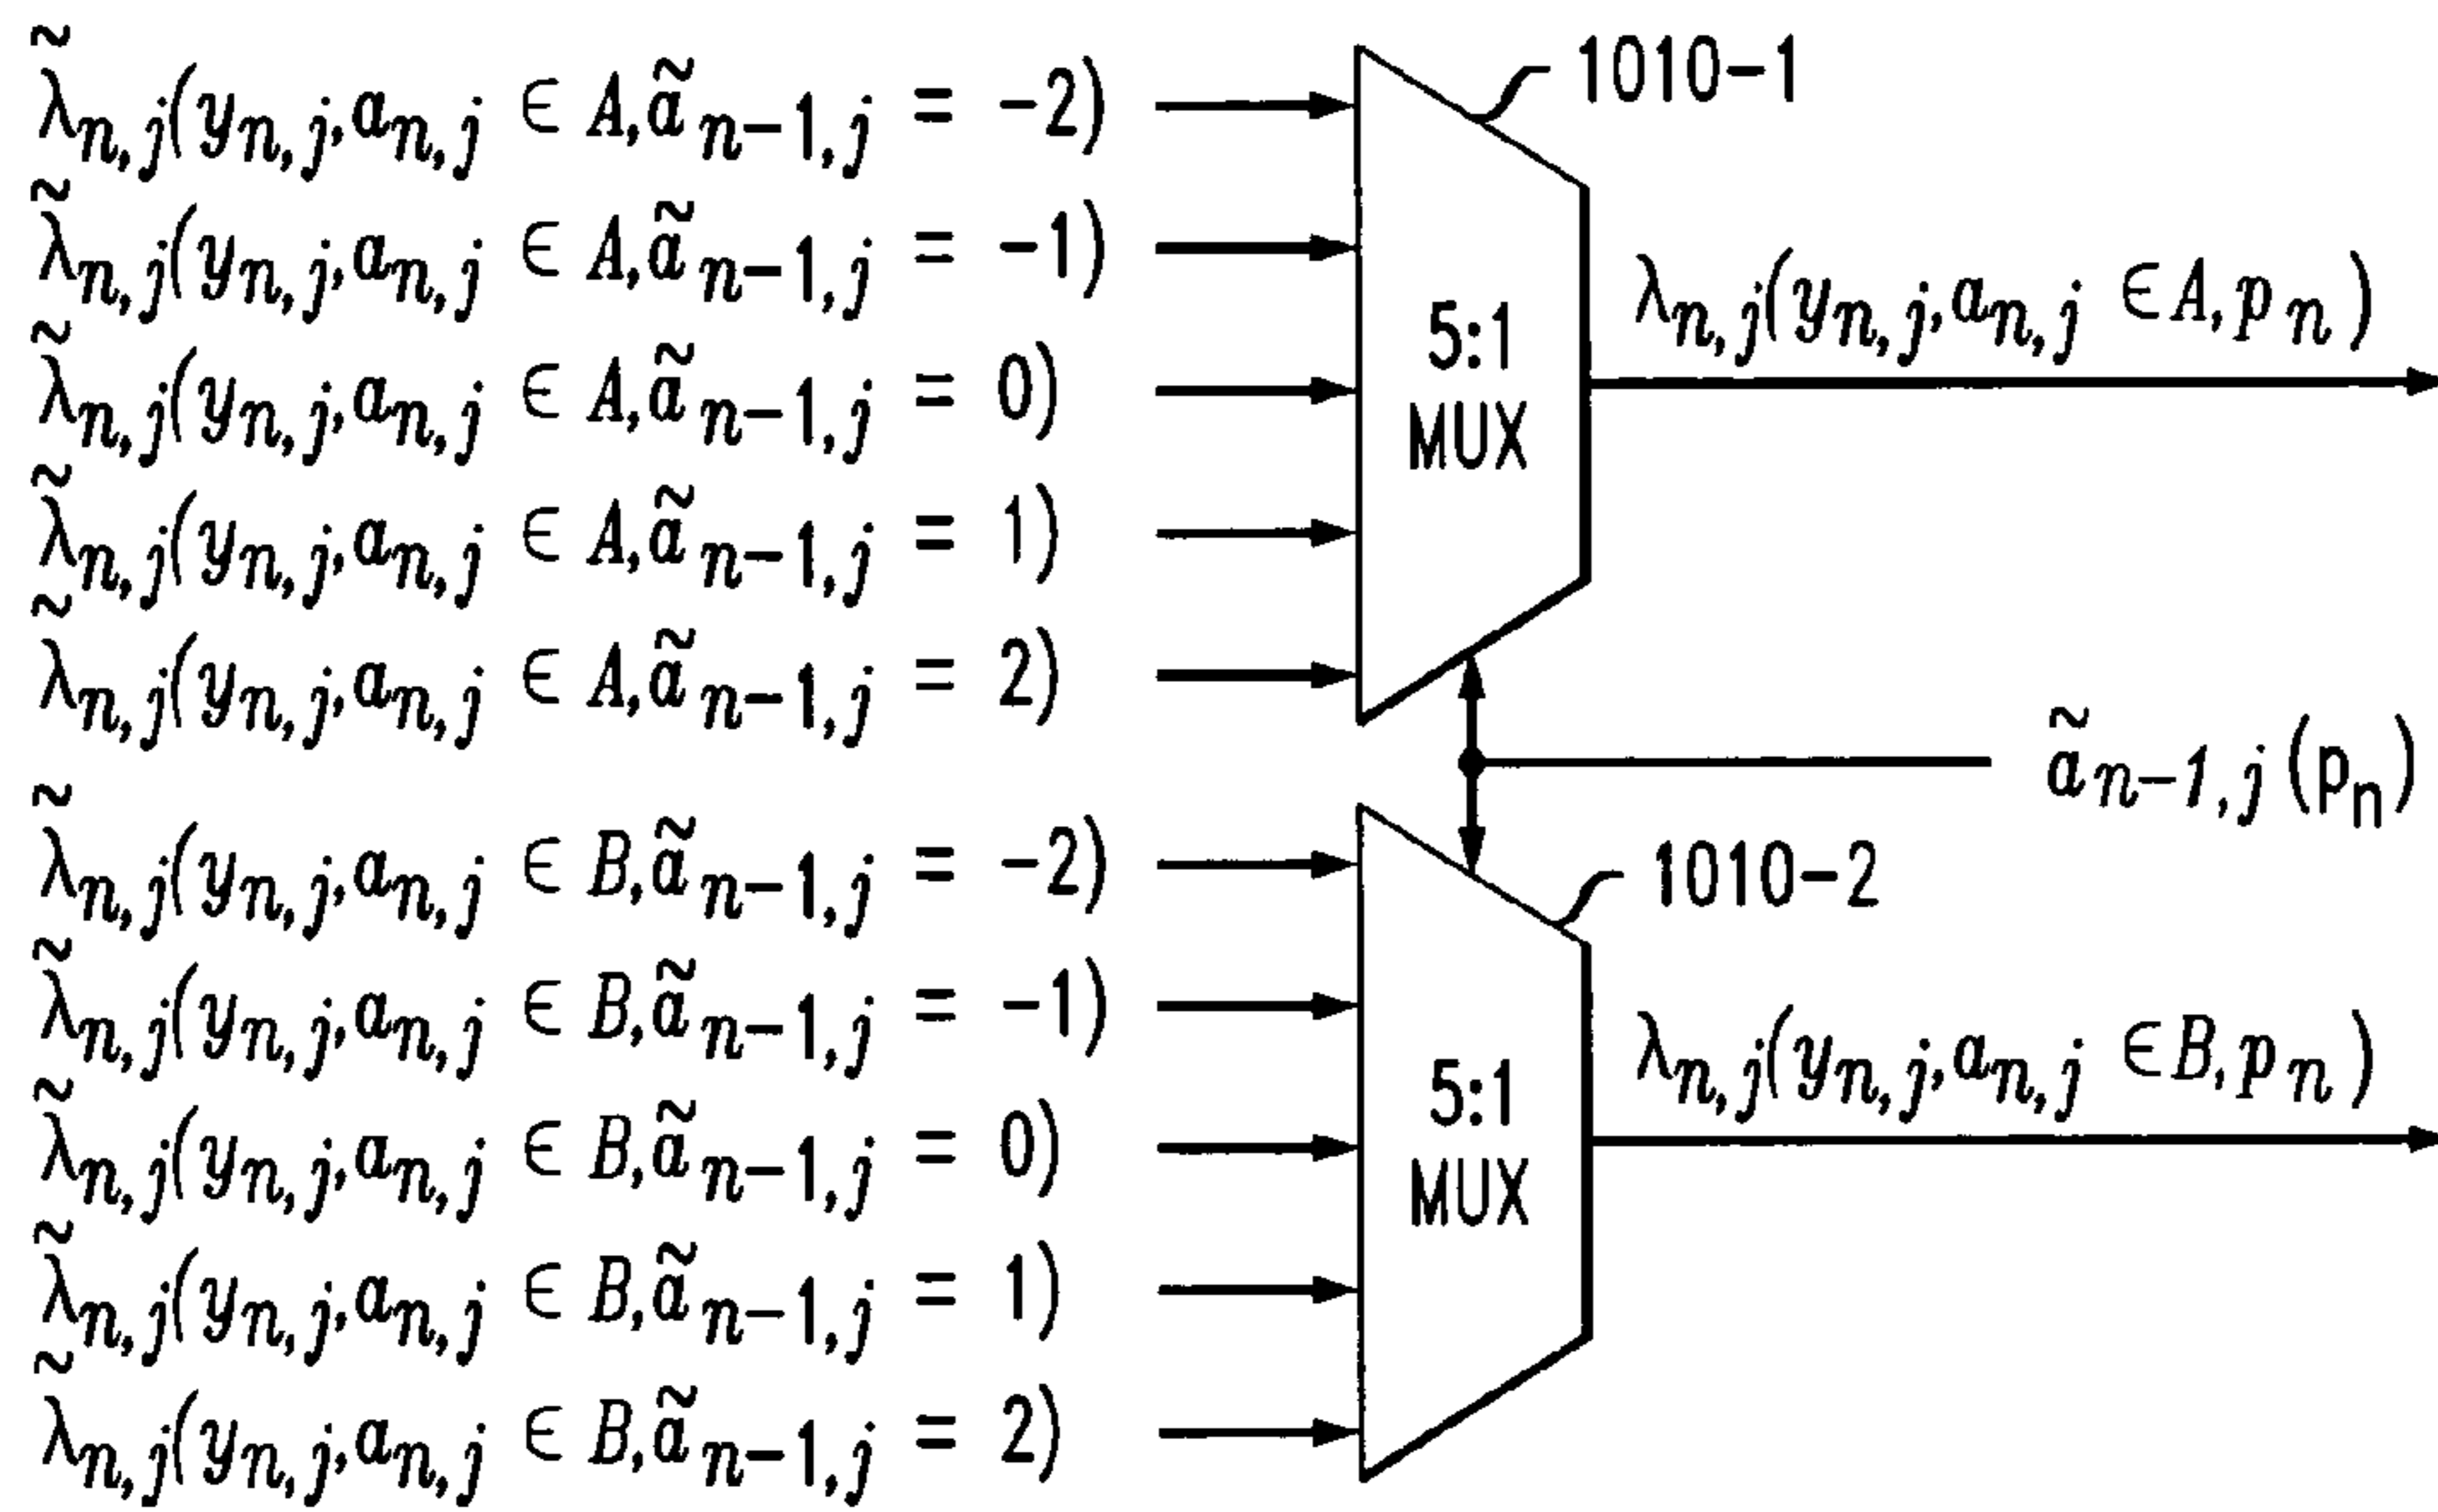 λ̃n,j(yn,j,an,j ∈ A,ãn−1,j = −2)
λ̃n,j(yn,j,an,j ∈ A,ãn−1,j = −1)
λ̃n,j(yn,j,an,j ∈ A,ãn−1,j = 0)
λ̃n,j(yn,j,an,j ∈ A,ãn−1,j = 1)
λ̃n,j(yn,j,an,j ∈ A,ãn−1,j = 2)
1010−1
5:1
MUX
λn,j(yn,j,an,j ∈A,pn)
ãn−1,j(pn)
λ̃n,j(yn,j,an,j ∈ B,ãn−1,j = −2)
λ̃n,j(yn,j,an,j ∈ B,ãn−1,j = −1)
λ̃n,j(yn,j,an,j ∈ B,ãn−1,j = 0)
λ̃n,j(yn,j,an,j ∈ B,ãn−1,j = 1)
λ̃n,j(yn,j,an,j ∈ B,ãn−1,j = 2)
1010−2
5:1
MUX
λn,j(yn,j,an,j ∈B,pn)